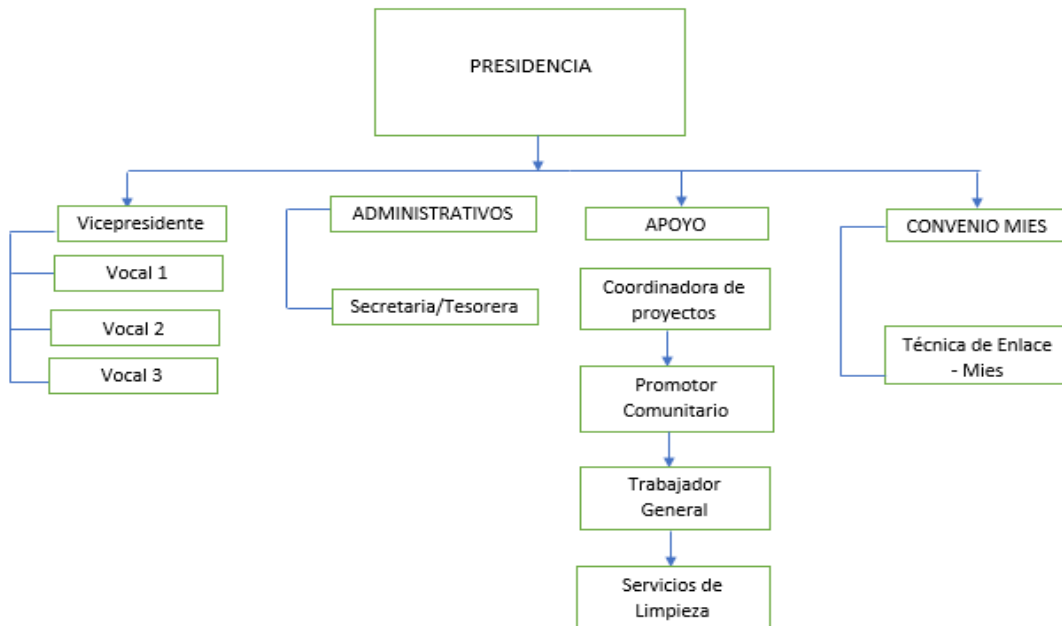 PRESIDENCIA
Vicepresidente
Vocal 1
Vocal 2
Vocal 3
ADMINISTRATIVOS
Secretaria/Tesorera
APOYO
Coordinadora de
proyectos
Promotor
Comunitario
Trabajador
General
Servicios de
Limpieza
CONVENIO MIES
Técnica de Enlace
- Mies